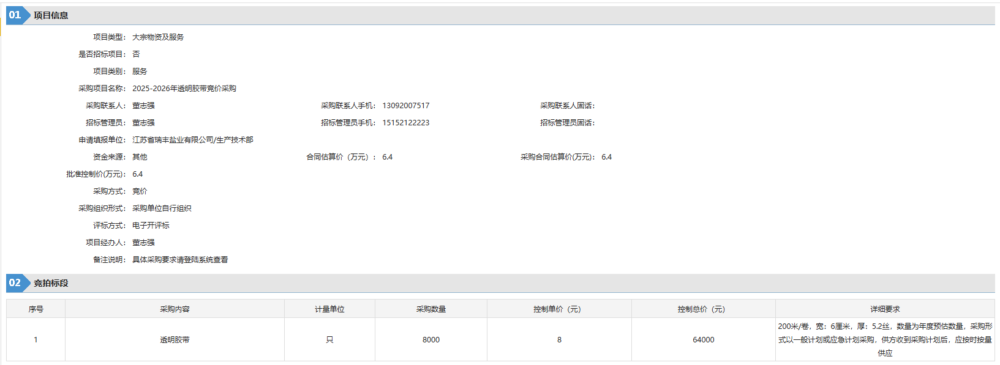 01 项目信息
项目类型： 大宗物资及服务
是否招标项目： 否
项目类别： 服务
采购项目名称： 2025-2026年透明胶带竞价采购
采购联系人： 董志强 采购联系人手机： 13092007517 采购联系人固话：
招标管理员： 董志强 招标管理员手机： 15152122223 招标管理员固话：
申请填报单位： 江苏省瑞丰盐业有限公司/生产技术部
资金来源： 其他 合同估算价（万元）： 6.4 采购合同估算价(万元)： 6.4
批准控制价(万元)： 6.4
采购方式： 竞价
采购组织形式： 采购单位自行组织
评标方式： 电子开评标
项目经办人： 董志强
备注说明： 具体采购要求请登陆系统查看
02 竞拍标段
序号 采购内容 计量单位 采购数量 控制单价（元） 控制总价（元） 详细要求
1 透明胶带 只 8000 8 64000 200米/卷，宽：6厘米，厚：5.2丝，数量为年度预估数量，采购形
式以一般计划或应急计划采购，供方收到采购计划后，应按时按量
供应